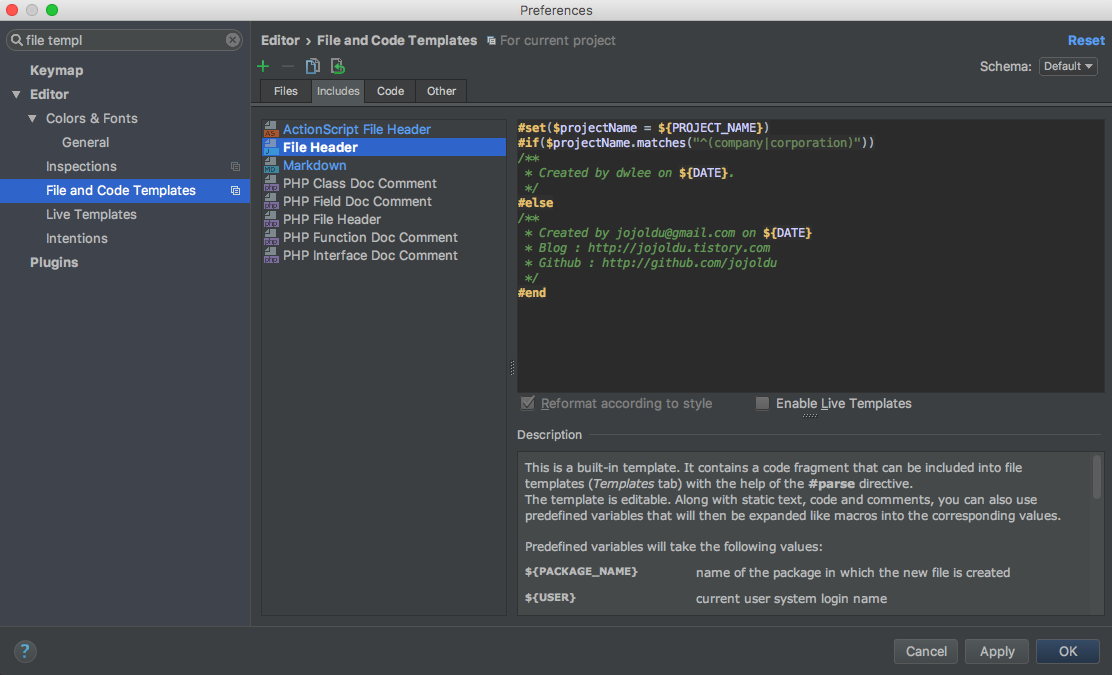 Preferences
file templ
Keymap
Editor
Colors & Fonts
General
Inspections
File and Code Templates
Live Templates
Intentions
Plugins
Editor › File and Code Templates For current project
Reset
Schema: Default
Files Includes Code Other
ActionScript File Header
File Header
Markdown
PHP Class Doc Comment
PHP Field Doc Comment
PHP File Header
PHP Function Doc Comment
PHP Interface Doc Comment
#set($projectName = ${PROJECT_NAME})
#if($projectName.matches("^(company|corporation)"))
/**
* Created by dwlee on ${DATE}.
*/
#else
/**
* Created by jojoldu@gmail.com on ${DATE}
* Blog : http://jojoldu.tistory.com
* Github : http://github.com/jojoldu
*/
#end
Reformat according to style Enable Live Templates
Description
This is a built-in template. It contains a code fragment that can be included into file
templates (Templates tab) with the help of the #parse directive.
The template is editable. Along with static text, code and comments, you can also use
predefined variables that will then be expanded like macros into the corresponding values.
Predefined variables will take the following values:
${PACKAGE_NAME} name of the package in which the new file is created
${USER} current user system login name
?
Cancel Apply OK